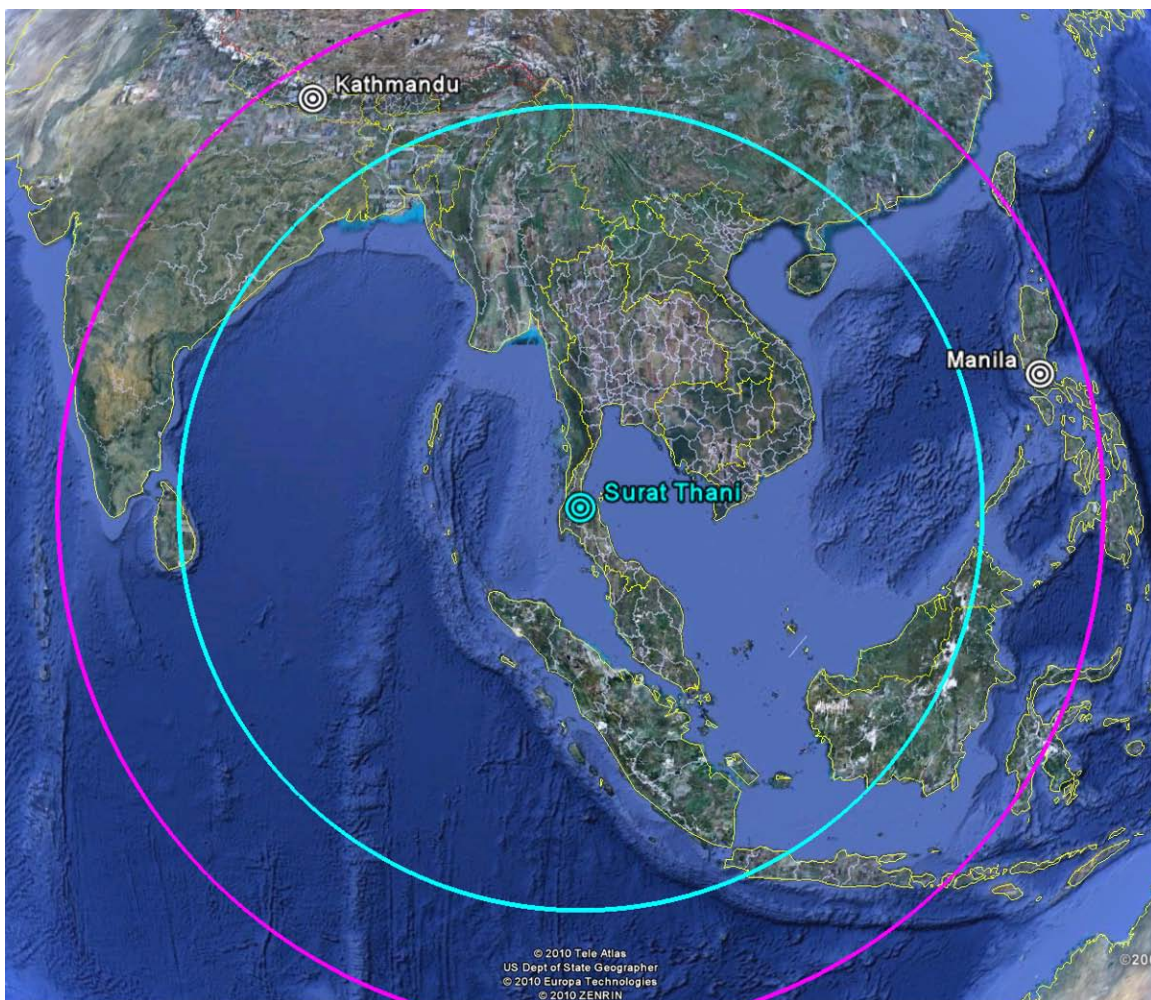 Kathmandu
Manila
Surat Thani
© 2010 Tele Atlas
US Dept of State Geographer
© 2010 Europa Technologies
© 2010 ZENRIN